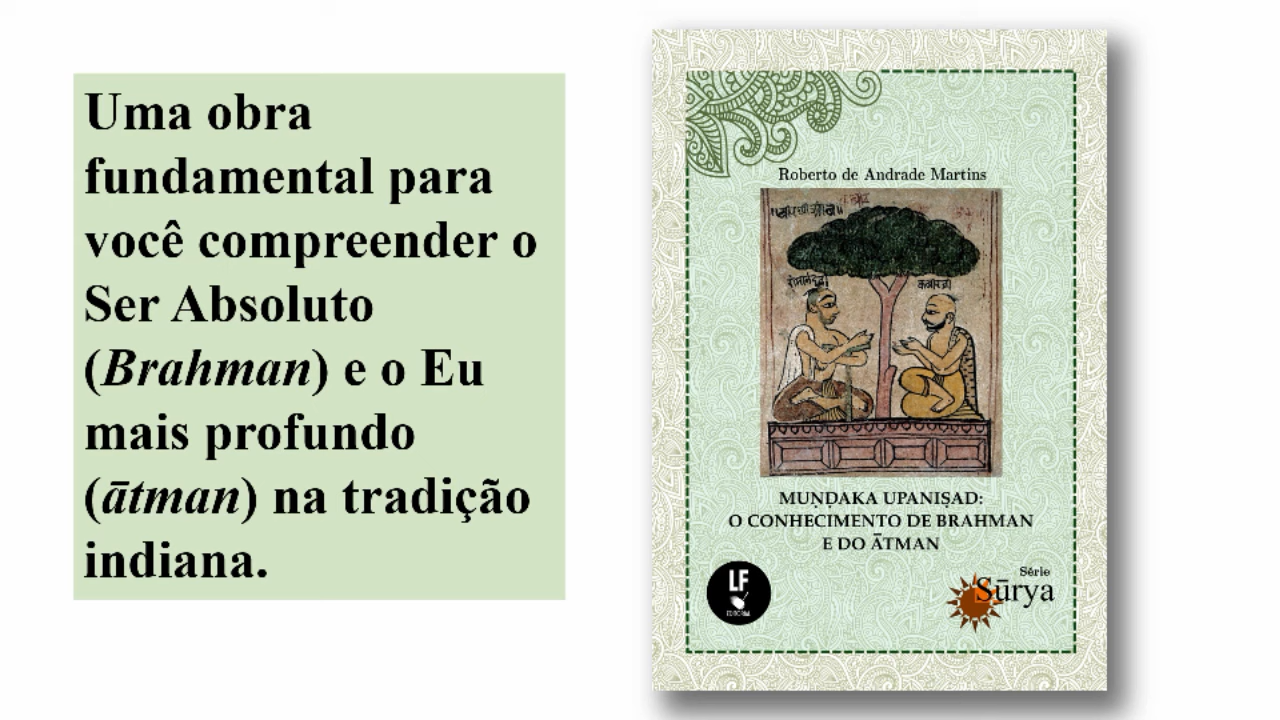 Uma obra
fundamental para
você compreender o
Ser Absoluto
(Brahman) e o Eu
mais profundo
(ātman) na tradição
indiana.
Roberto de Andrade Martins
MUṆḌAKA UPANIṢAD:
O CONHECIMENTO DE BRAHMAN
E DO ĀTMAN
LF
EDITORIAL
Série
Sūrya